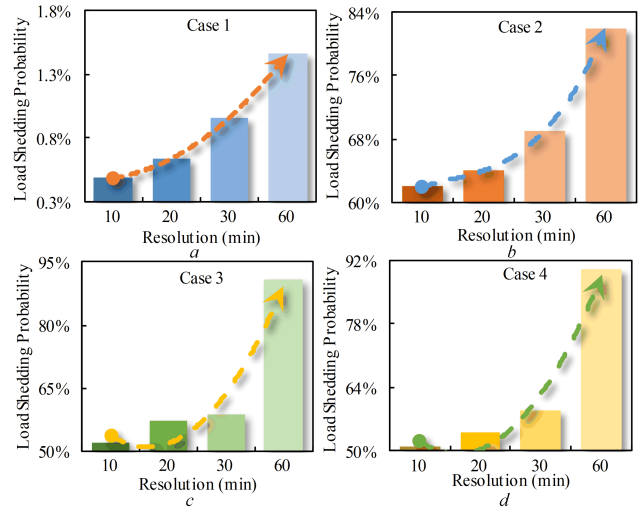 Case 1
Load Shedding Probability
1.8%
1.3%
0.8%
0.3%
10 20 30 60
Resolution (min)
a
Case 2
Load Shedding Probability
84%
76%
68%
60%
10 20 30 60
Resolution (min)
b
Case 3
Load Shedding Probability
95%
80%
65%
50%
10 20 30 60
Resolution (min)
c
Case 4
Load Shedding Probability
92%
78%
64%
50%
10 20 30 60
Resolution (min)
d